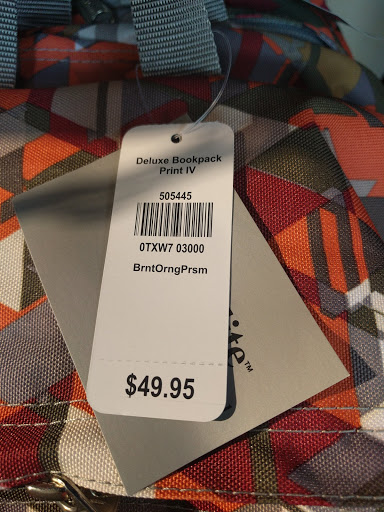 Deluxe Bookpack
Print IV
505445
0TXW7 03000
BrntOrngPrsm
$49.95